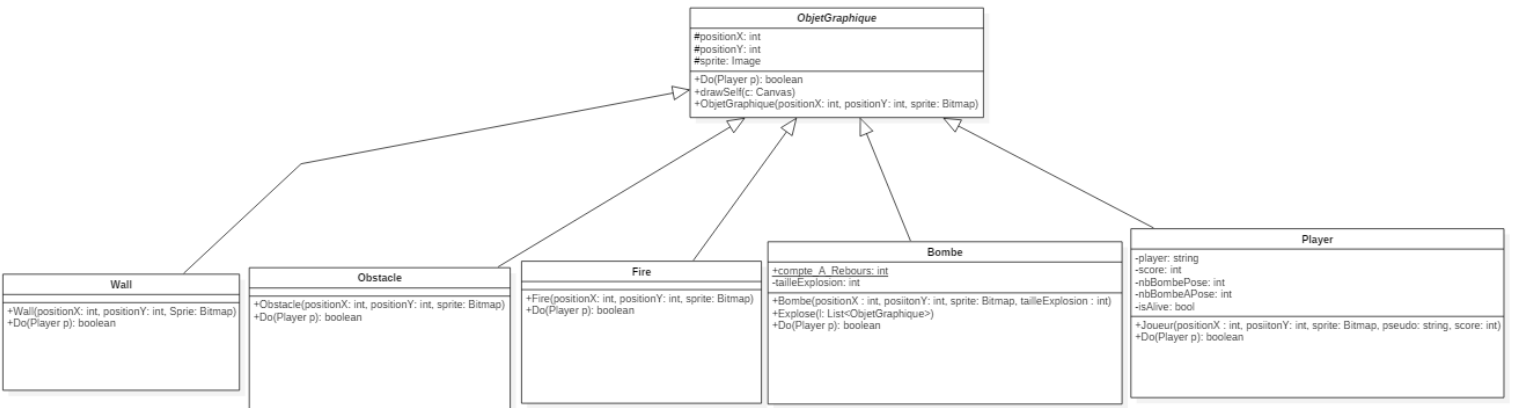 ObjetGraphique
#positionX: int
#positionY: int
#sprite: Image
+Do(Player p): boolean
+drawSelf(c: Canvas)
+ObjetGraphique(positionX: int, positionY: int, sprite: Bitmap)
Wall
+Wall(positionX: int, positionY: int, Sprie: Bitmap)
+Do(Player p): boolean
Obstacle
+Obstacle(positionX: int, positionY: int, sprite: Bitmap)
+Do(Player p): boolean
Fire
+Fire(positionX: int, positionY: int, sprite: Bitmap)
+Do(Player p): boolean
Bombe
+compte_A_Rebours: int
-tailleExplosion: int
+Bombe(positionX : int, posiitonY: int, sprite: Bitmap, tailleExplosion : int)
+Explose(l: List<ObjetGraphique>)
+Do(Player p): boolean
Player
-player: string
-score: int
-nbBombePose: int
-nbBombeAPose: int
-isAlive: bool
+Joueur(positionX : int, posiitonY: int, sprite: Bitmap, pseudo: string, score: int)
+Do(Player p): boolean